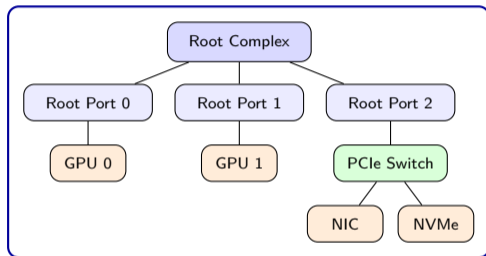 Root Complex
Root Port 0 Root Port 1 Root Port 2
GPU 0 GPU 1 PCIe Switch
NIC NVMe